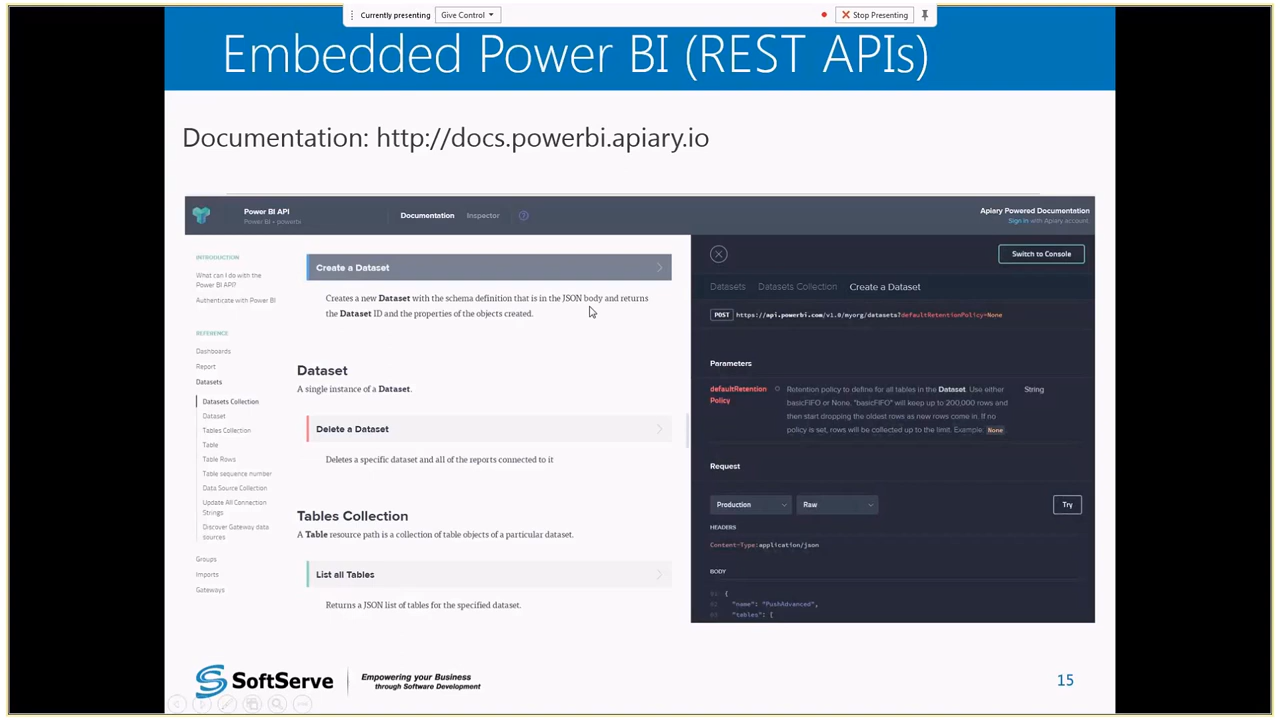 Currently presenting
Give Control
Stop Presenting
Embedded Power BI (REST APIs)
Documentation: http://docs.powerbi.apiary.io
Power BI API
Power BI • powerbi
Documentation
Inspector
?
Apiary Powered Documentation
Sign in with Apiary account.
INTRODUCTION
What can I do with the
Power BI API?
Authenticate with Power BI
REFERENCE
Dashboards
Report
Datasets
Datasets Collection
Dataset
Tables Collection
Table
Table Rows
Table sequence number
Data Source Collection
Update All Connection
Strings
Discover Gateway data
sources
Groups
Imports
Gateways
Create a Dataset
Creates a new Dataset with the schema definition that is in the JSON body and returns
the Dataset ID and the properties of the objects created.
Dataset
A single instance of a Dataset.
Delete a Dataset
Deletes a specific dataset and all of the reports connected to it
Tables Collection
A Table resource path is a collection of table objects of a particular dataset.
List all Tables
Returns a JSON list of tables for the specified dataset.
Switch to Console
Datasets
Datasets Collection
Create a Dataset
POST https://api.powerbi.com/v1.0/myorg/datasets?defaultRetentionPolicy=None
Parameters
defaultRetention
Policy
Retention policy to define for all tables in the Dataset. Use either
basicFIFO or None. "basicFIFO" will keep up to 200,000 rows and
then start dropping the oldest rows as new rows come in. If no
policy is set, rows will be collected up to the limit. Example: None
String
Request
Production
Raw
Try
HEADERS
Content-Type:application/json
BODY
01 {
02 "name": "PushAdvanced",
03 "tables": [
SoftServe
Empowering your Business
through Software Development
15